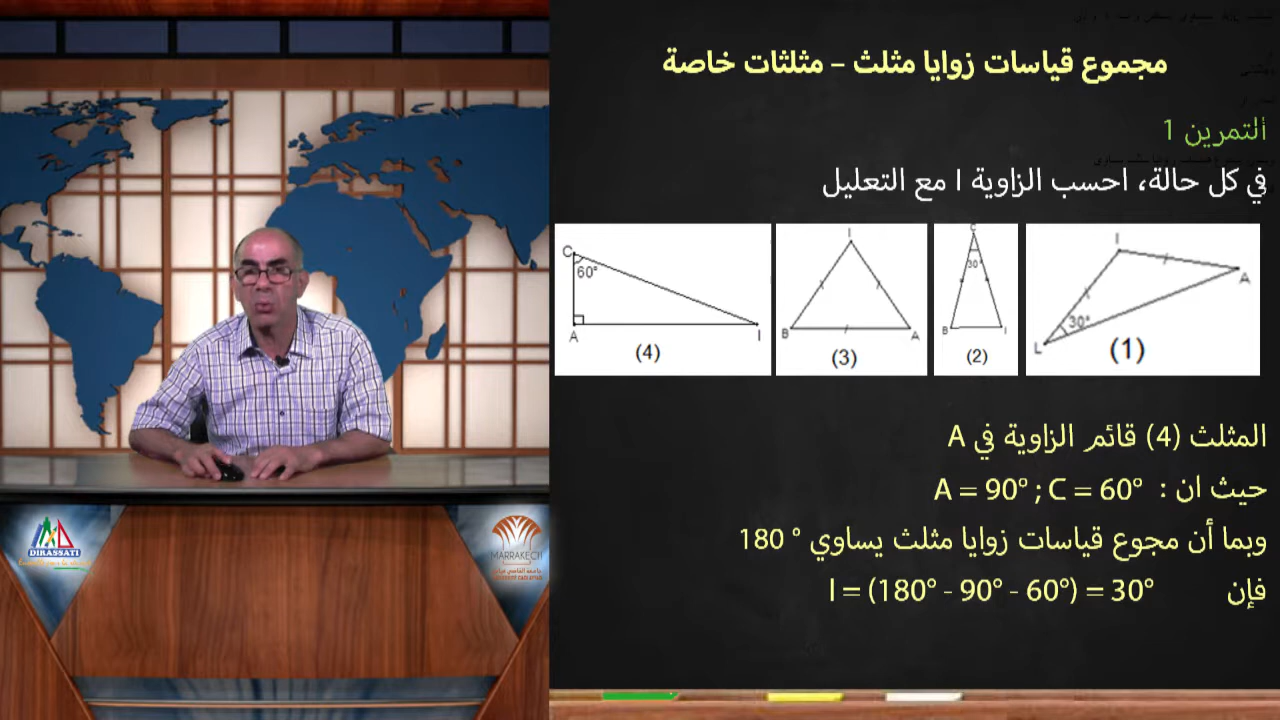 مجموع قياسات زوايا مثلث – مثلثات خاصة
التمرين 1
في كل حالة، احسب الزاوية I مع التعليل
C 60° A I (4)
I B A (3)
C 30° B I (2)
I A 30° L (1)
المثلث (4) قائم الزاوية في A
حيث ان : A = 90° ; C = 60°
وبما أن مجوع قياسات زوايا مثلث يساوي ° 180
فإن I = (180° - 90° - 60°) = 30°
DIRASSATI
MARRAKECH